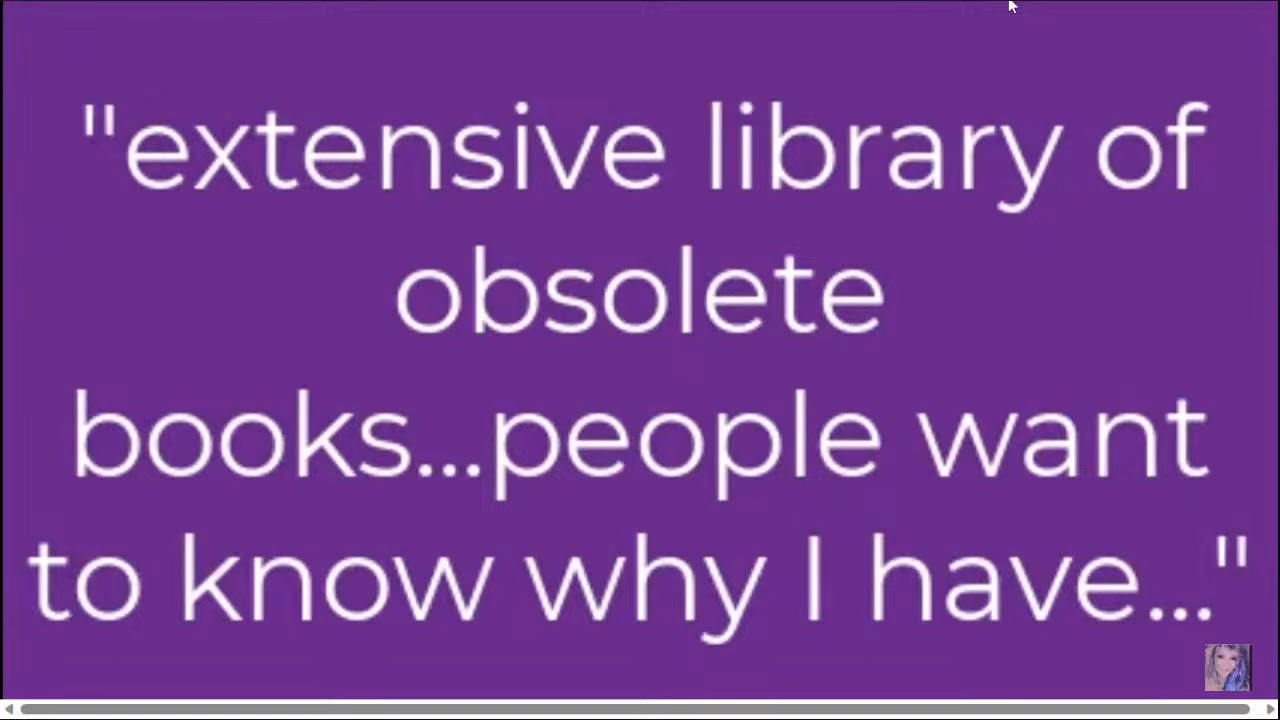 "extensive library of
obsolete
books...people want
to know why I have..."